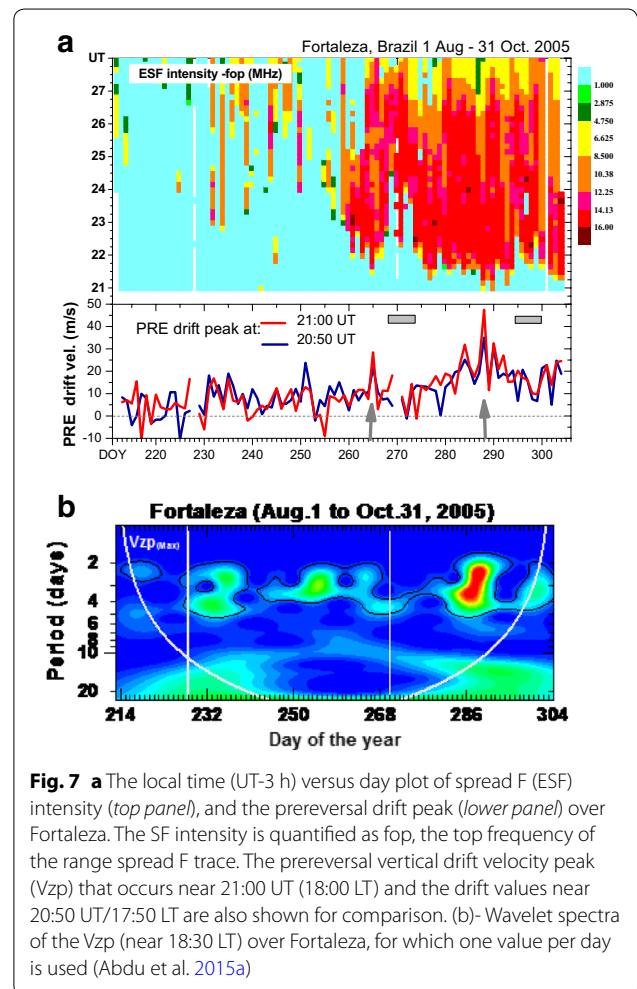 a
Fortaleza, Brazil 1 Aug - 31 Oct. 2005
UT
ESF intensity -fop (MHz)
27
26
25
24
23
22
21
1.000
2.875
4.750
6.625
8.500
10.38
12.25
14.13
16.00
PRE drift vel. (m/s)
50
40
30
20
10
0
-10
PRE drift peak at:
21:00 UT
20:50 UT
DOY 220 230 240 250 260 270 280 290 300
b
Fortaleza (Aug.1 to Oct.31, 2005)
Vzp(Max)
Period (days)
2
4
6
8
10
20
214 232 250 268 286 304
Day of the year
Fig. 7 a The local time (UT-3 h) versus day plot of spread F (ESF)
intensity (top panel), and the prereversal drift peak (lower panel) over
Fortaleza. The SF intensity is quantified as fop, the top frequency of
the range spread F trace. The prereversal vertical drift velocity peak
(Vzp) that occurs near 21:00 UT (18:00 LT) and the drift values near
20:50 UT/17:50 LT are also shown for comparison. (b)- Wavelet spectra
of the Vzp (near 18:30 LT) over Fortaleza, for which one value per day
is used (Abdu et al. 2015a)